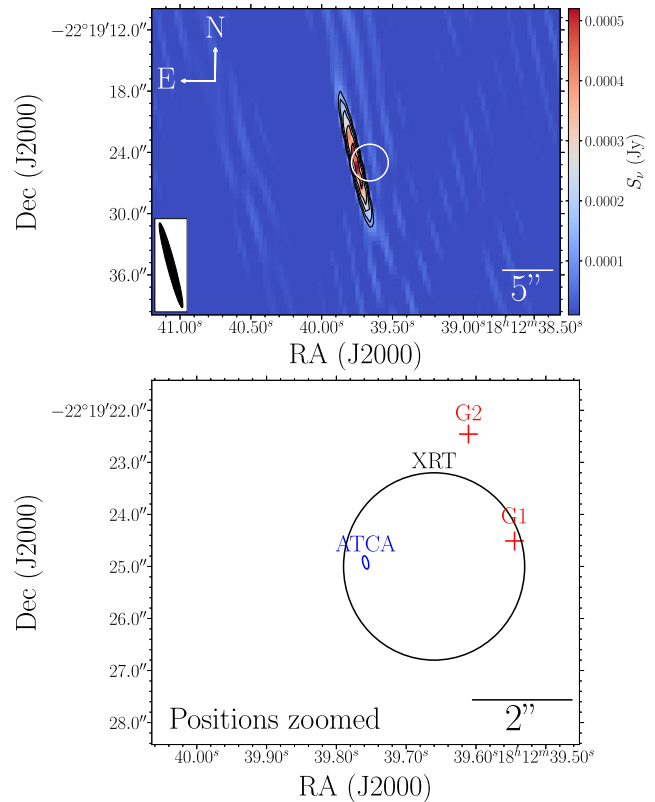 −22°19′12.0″
18.0″
24.0″
30.0″
36.0″
Dec (J2000)
N
E
5”
0.0005
0.0004
0.0003
0.0002
0.0001
Sν (Jy)
41.00ˢ 40.50ˢ 40.00ˢ 39.50ˢ 39.00ˢ 18ʰ12ᵐ38.50ˢ
RA (J2000)
−22°19′22.0″
23.0″
24.0″
25.0″
26.0″
27.0″
28.0″
Dec (J2000)
G2
XRT
G1
ATCA
Positions zoomed
2”
40.00ˢ 39.90ˢ 39.80ˢ 39.70ˢ 39.60ˢ 18ʰ12ᵐ39.50ˢ
RA (J2000)